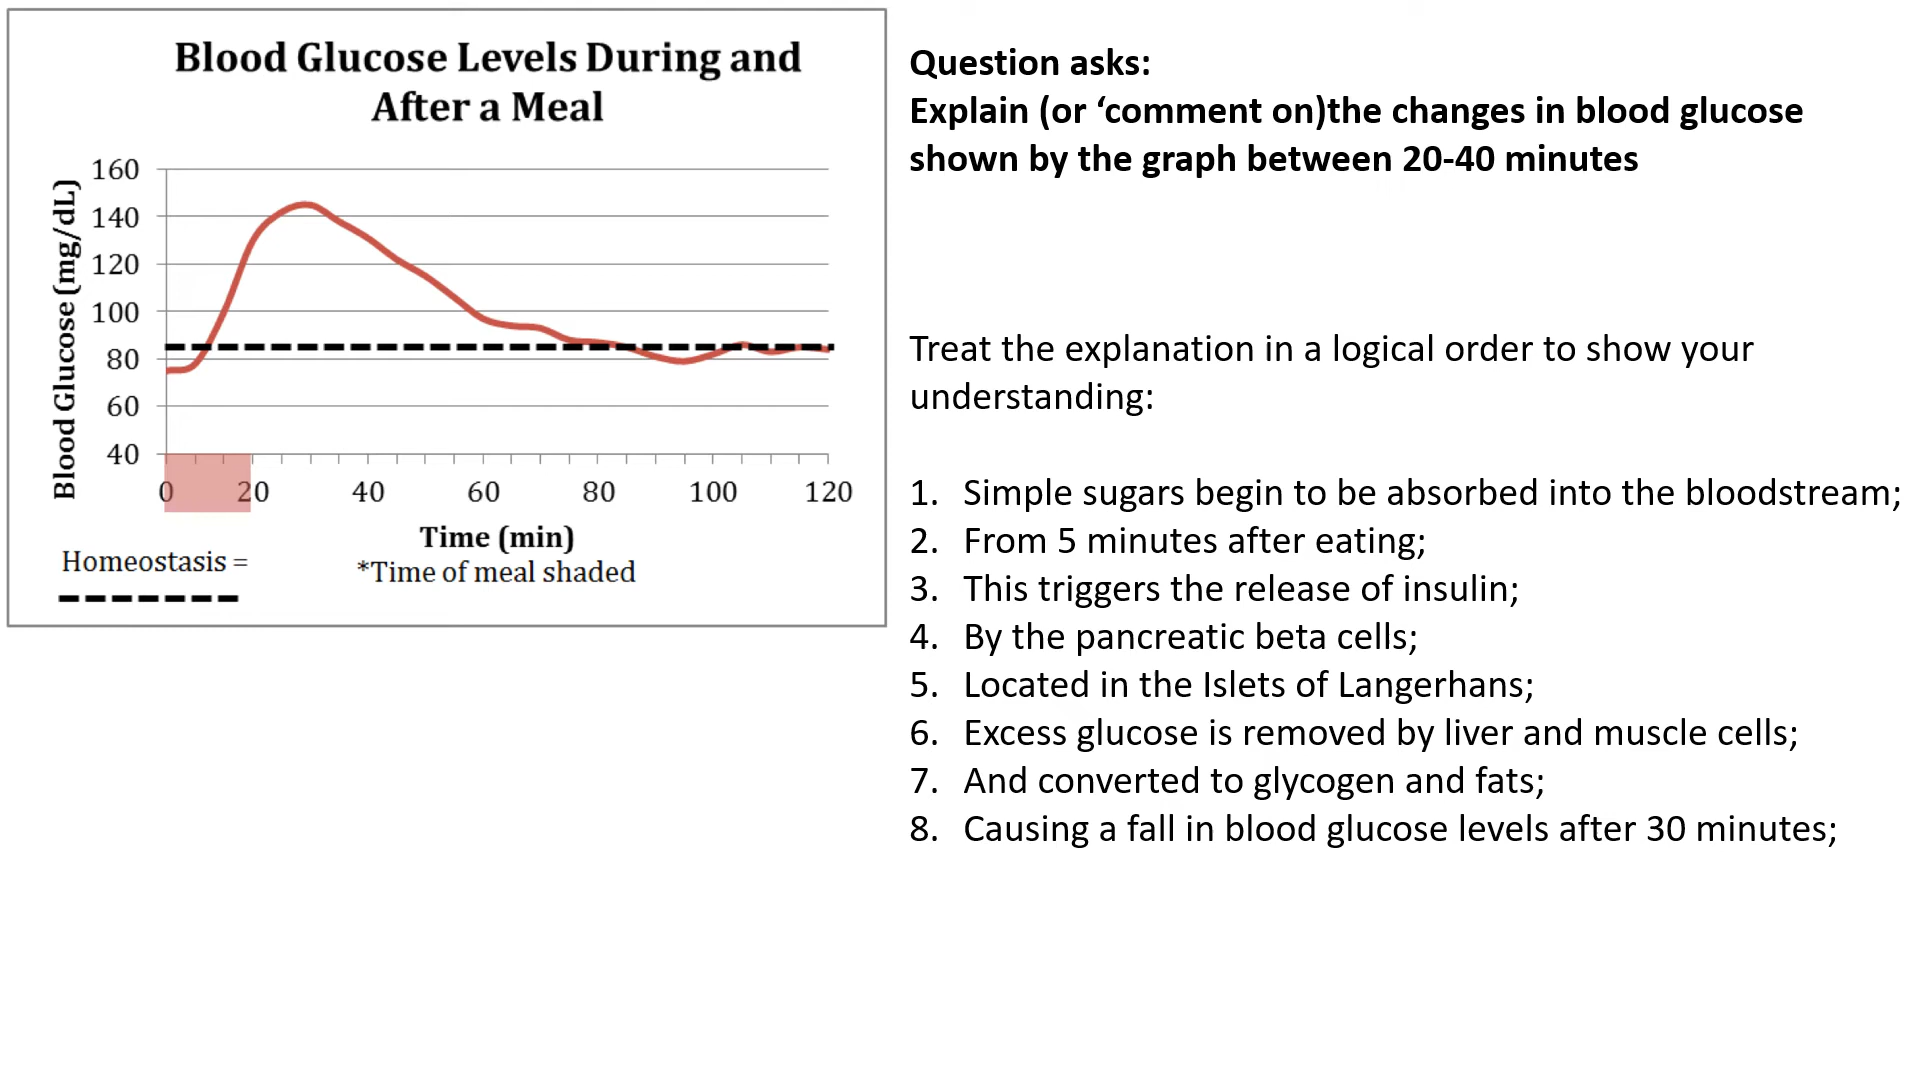 Blood Glucose Levels During and
After a Meal
Blood Glucose (mg/dL)
160
140
120
100
80
60
40
0 20 40 60 80 100 120
Time (min)
*Time of meal shaded
Homeostasis =
Question asks:
Explain (or ‘comment on)the changes in blood glucose
shown by the graph between 20-40 minutes
Treat the explanation in a logical order to show your
understanding:
1. Simple sugars begin to be absorbed into the bloodstream;
2. From 5 minutes after eating;
3. This triggers the release of insulin;
4. By the pancreatic beta cells;
5. Located in the Islets of Langerhans;
6. Excess glucose is removed by liver and muscle cells;
7. And converted to glycogen and fats;
8. Causing a fall in blood glucose levels after 30 minutes;